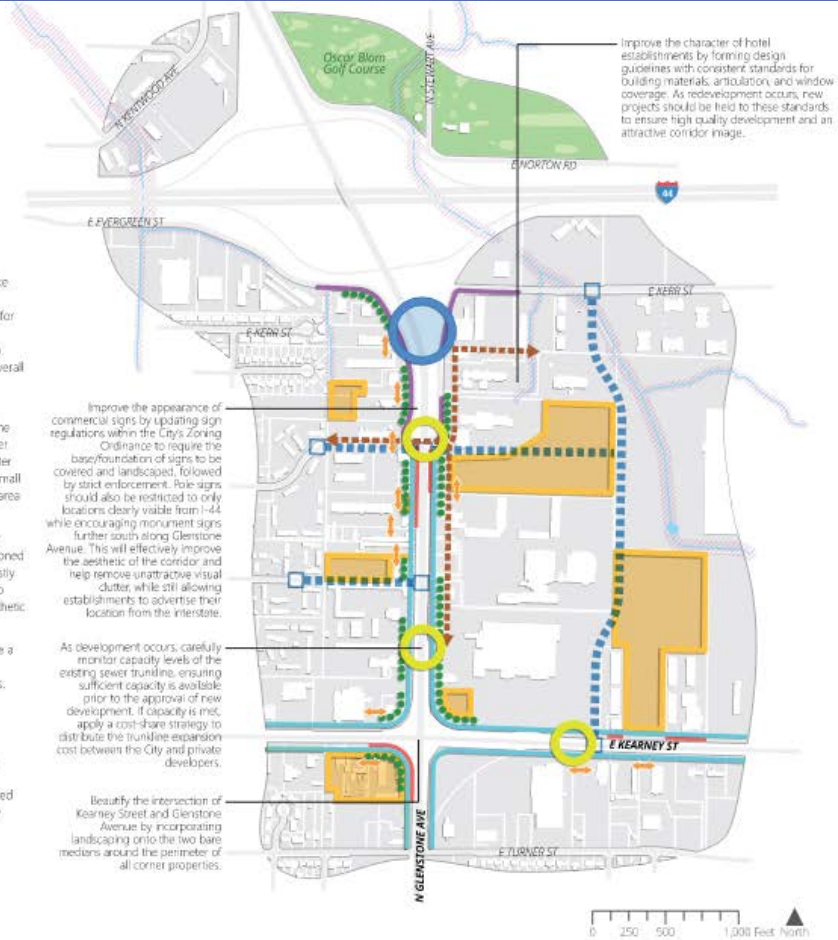 Oscar Blom
Golf Course
N STEWART AVE
N KENTWOOD AVE
Improve the character of hotel
establishments by forming design
guidelines with consistent standards for
building materials, articulation, and window
coverage. As redevelopment occurs, new
projects should be held to these standards
to ensure high quality development and an
attractive corridor image.
E NORTON RD
44
E EVERGREEN ST
E KERR ST
E KERR ST
for
verall
Improve the appearance of
commercial signs by updating sign
regulations within the City's Zoning
Ordinance to require the
base/foundation of signs to be
covered and landscaped, followed
by strict enforcement. Pole signs
should also be restricted to only
locations clearly visible from I-44
while encouraging monument signs
further south along Glenstone
Avenue. This will effectively improve
the aesthetic of the corridor and
help remove unattractive visual
clutter, while still allowing
establishments to advertise their
location from the interstate.
area
oned
hetic
e a
s.
As development occurs, carefully
monitor capacity levels of the
existing sewer trunkline, ensuring
sufficient capacity is available
prior to the approval of new
development. If capacity is met,
apply a cost-share strategy to
distribute the trunkline expansion
cost between the City and private
developers.
E KEARNEY ST
ed
Beautify the intersection of
Kearney Street and Glenstone
Avenue by incorporating
landscaping onto the two bare
medians around the perimeter of
all corner properties.
N GLENSTONE AVE
E TURNER ST
0 250 500 1,000 Feet North